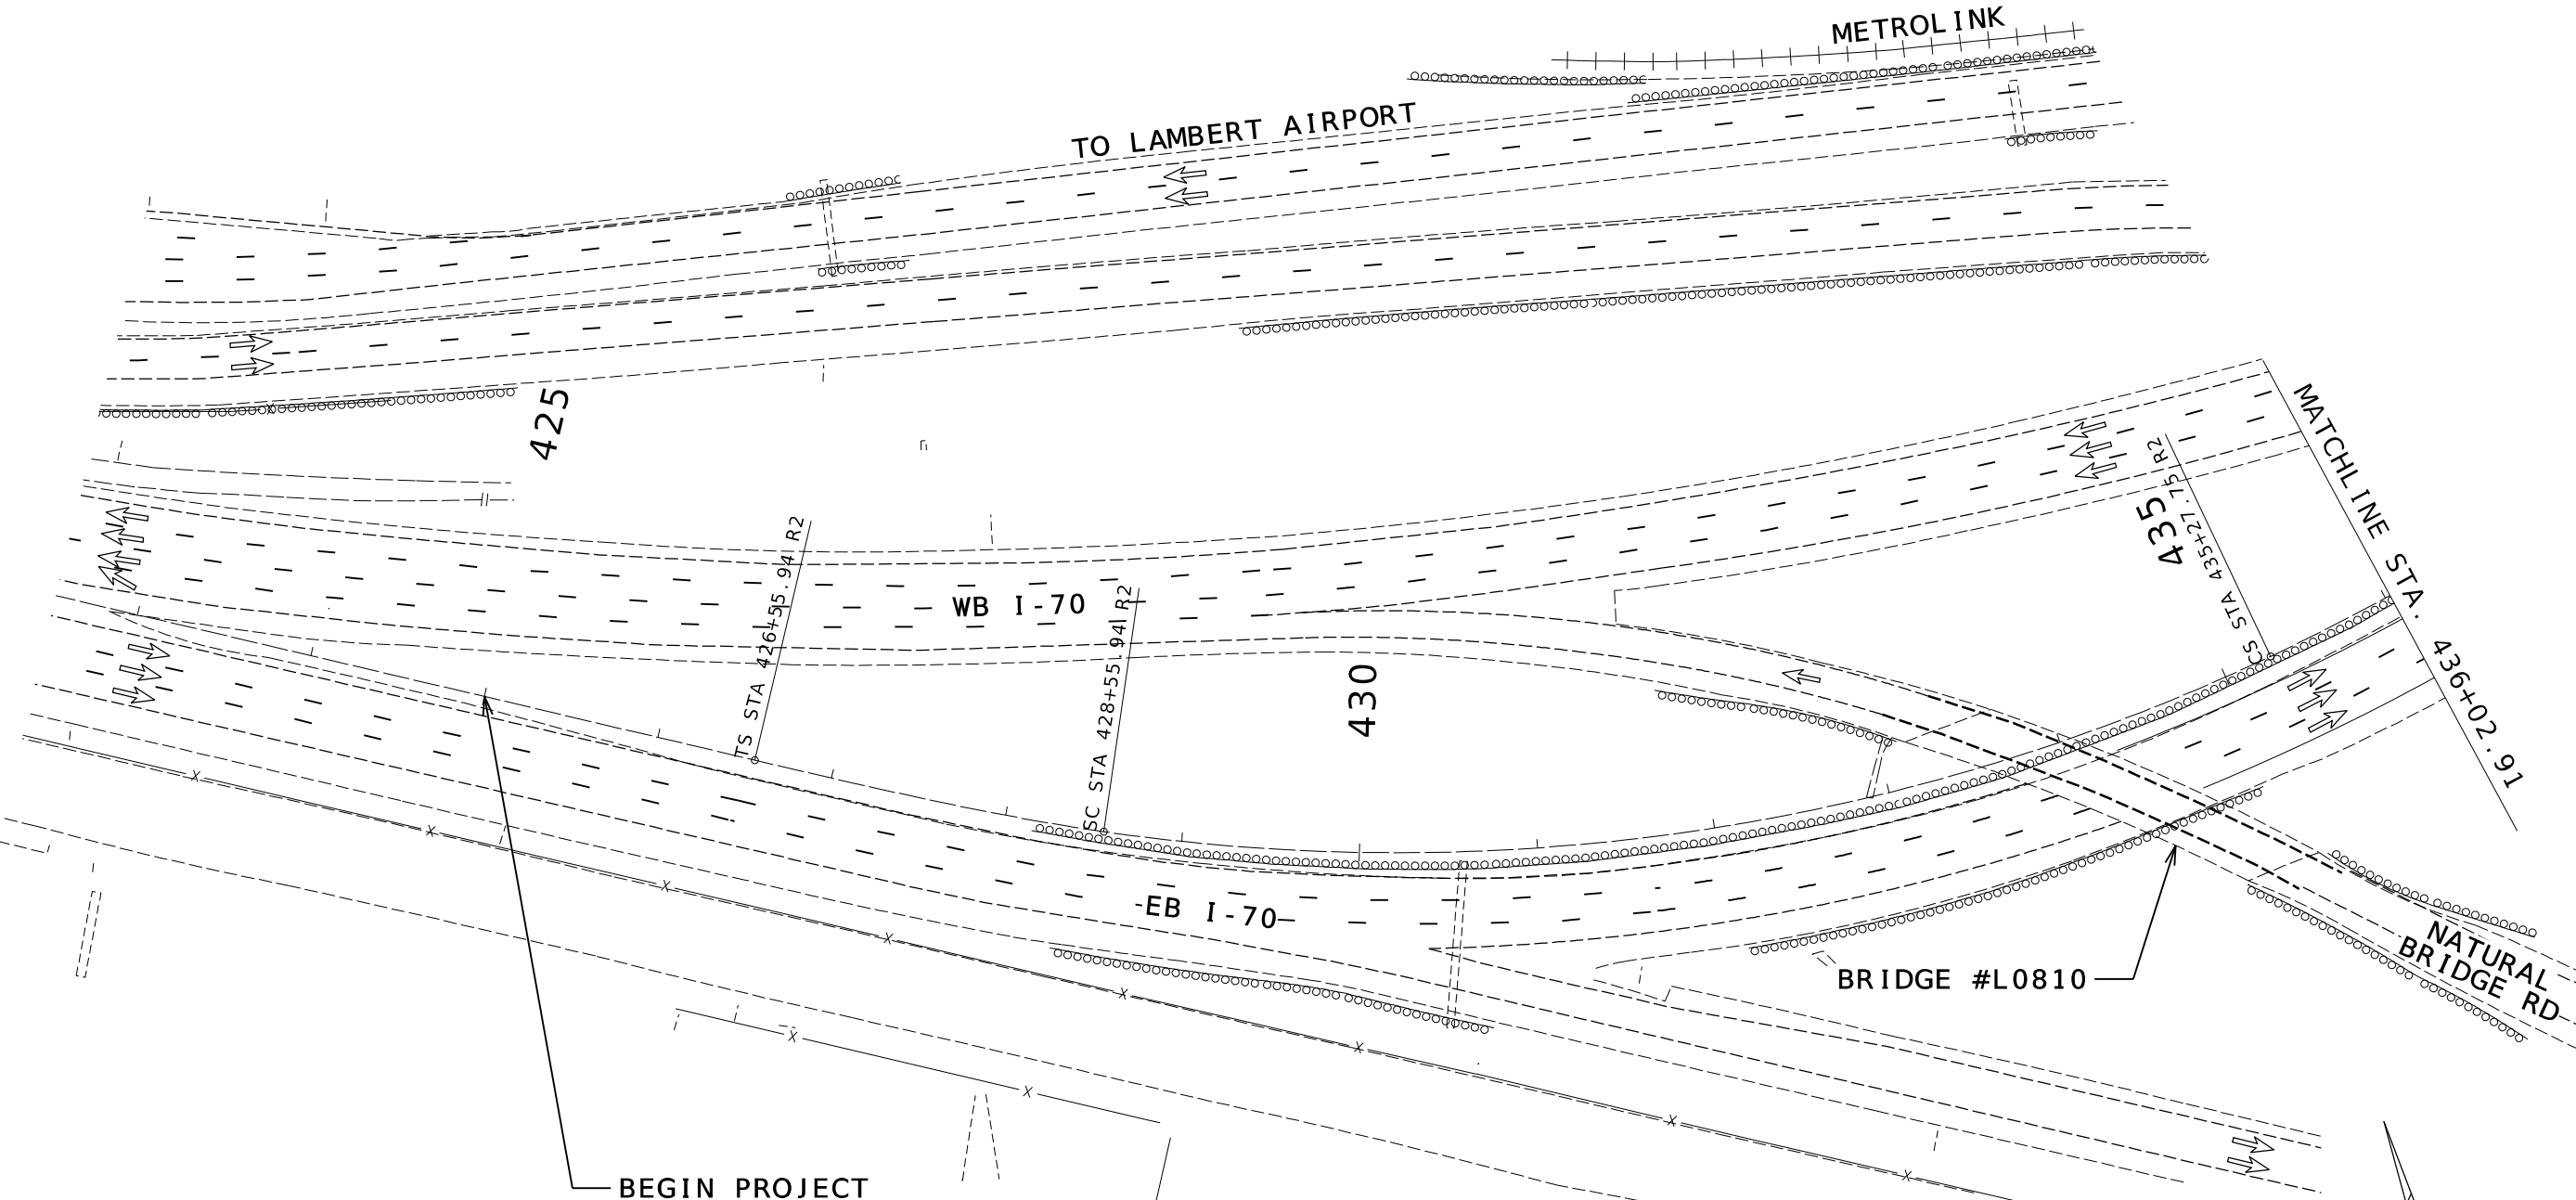 METROLINK
TO LAMBERT AIRPORT
425
MATCHLINE STA. 436+02.91
435
CS STA 435+27.75 R2
TS STA 426+55.94 R2
WB I-70
SC STA 428+55.94 R2
430
EB I-70
BRIDGE #L0810
NATURAL
BRIDGE RD
BEGIN PROJECT